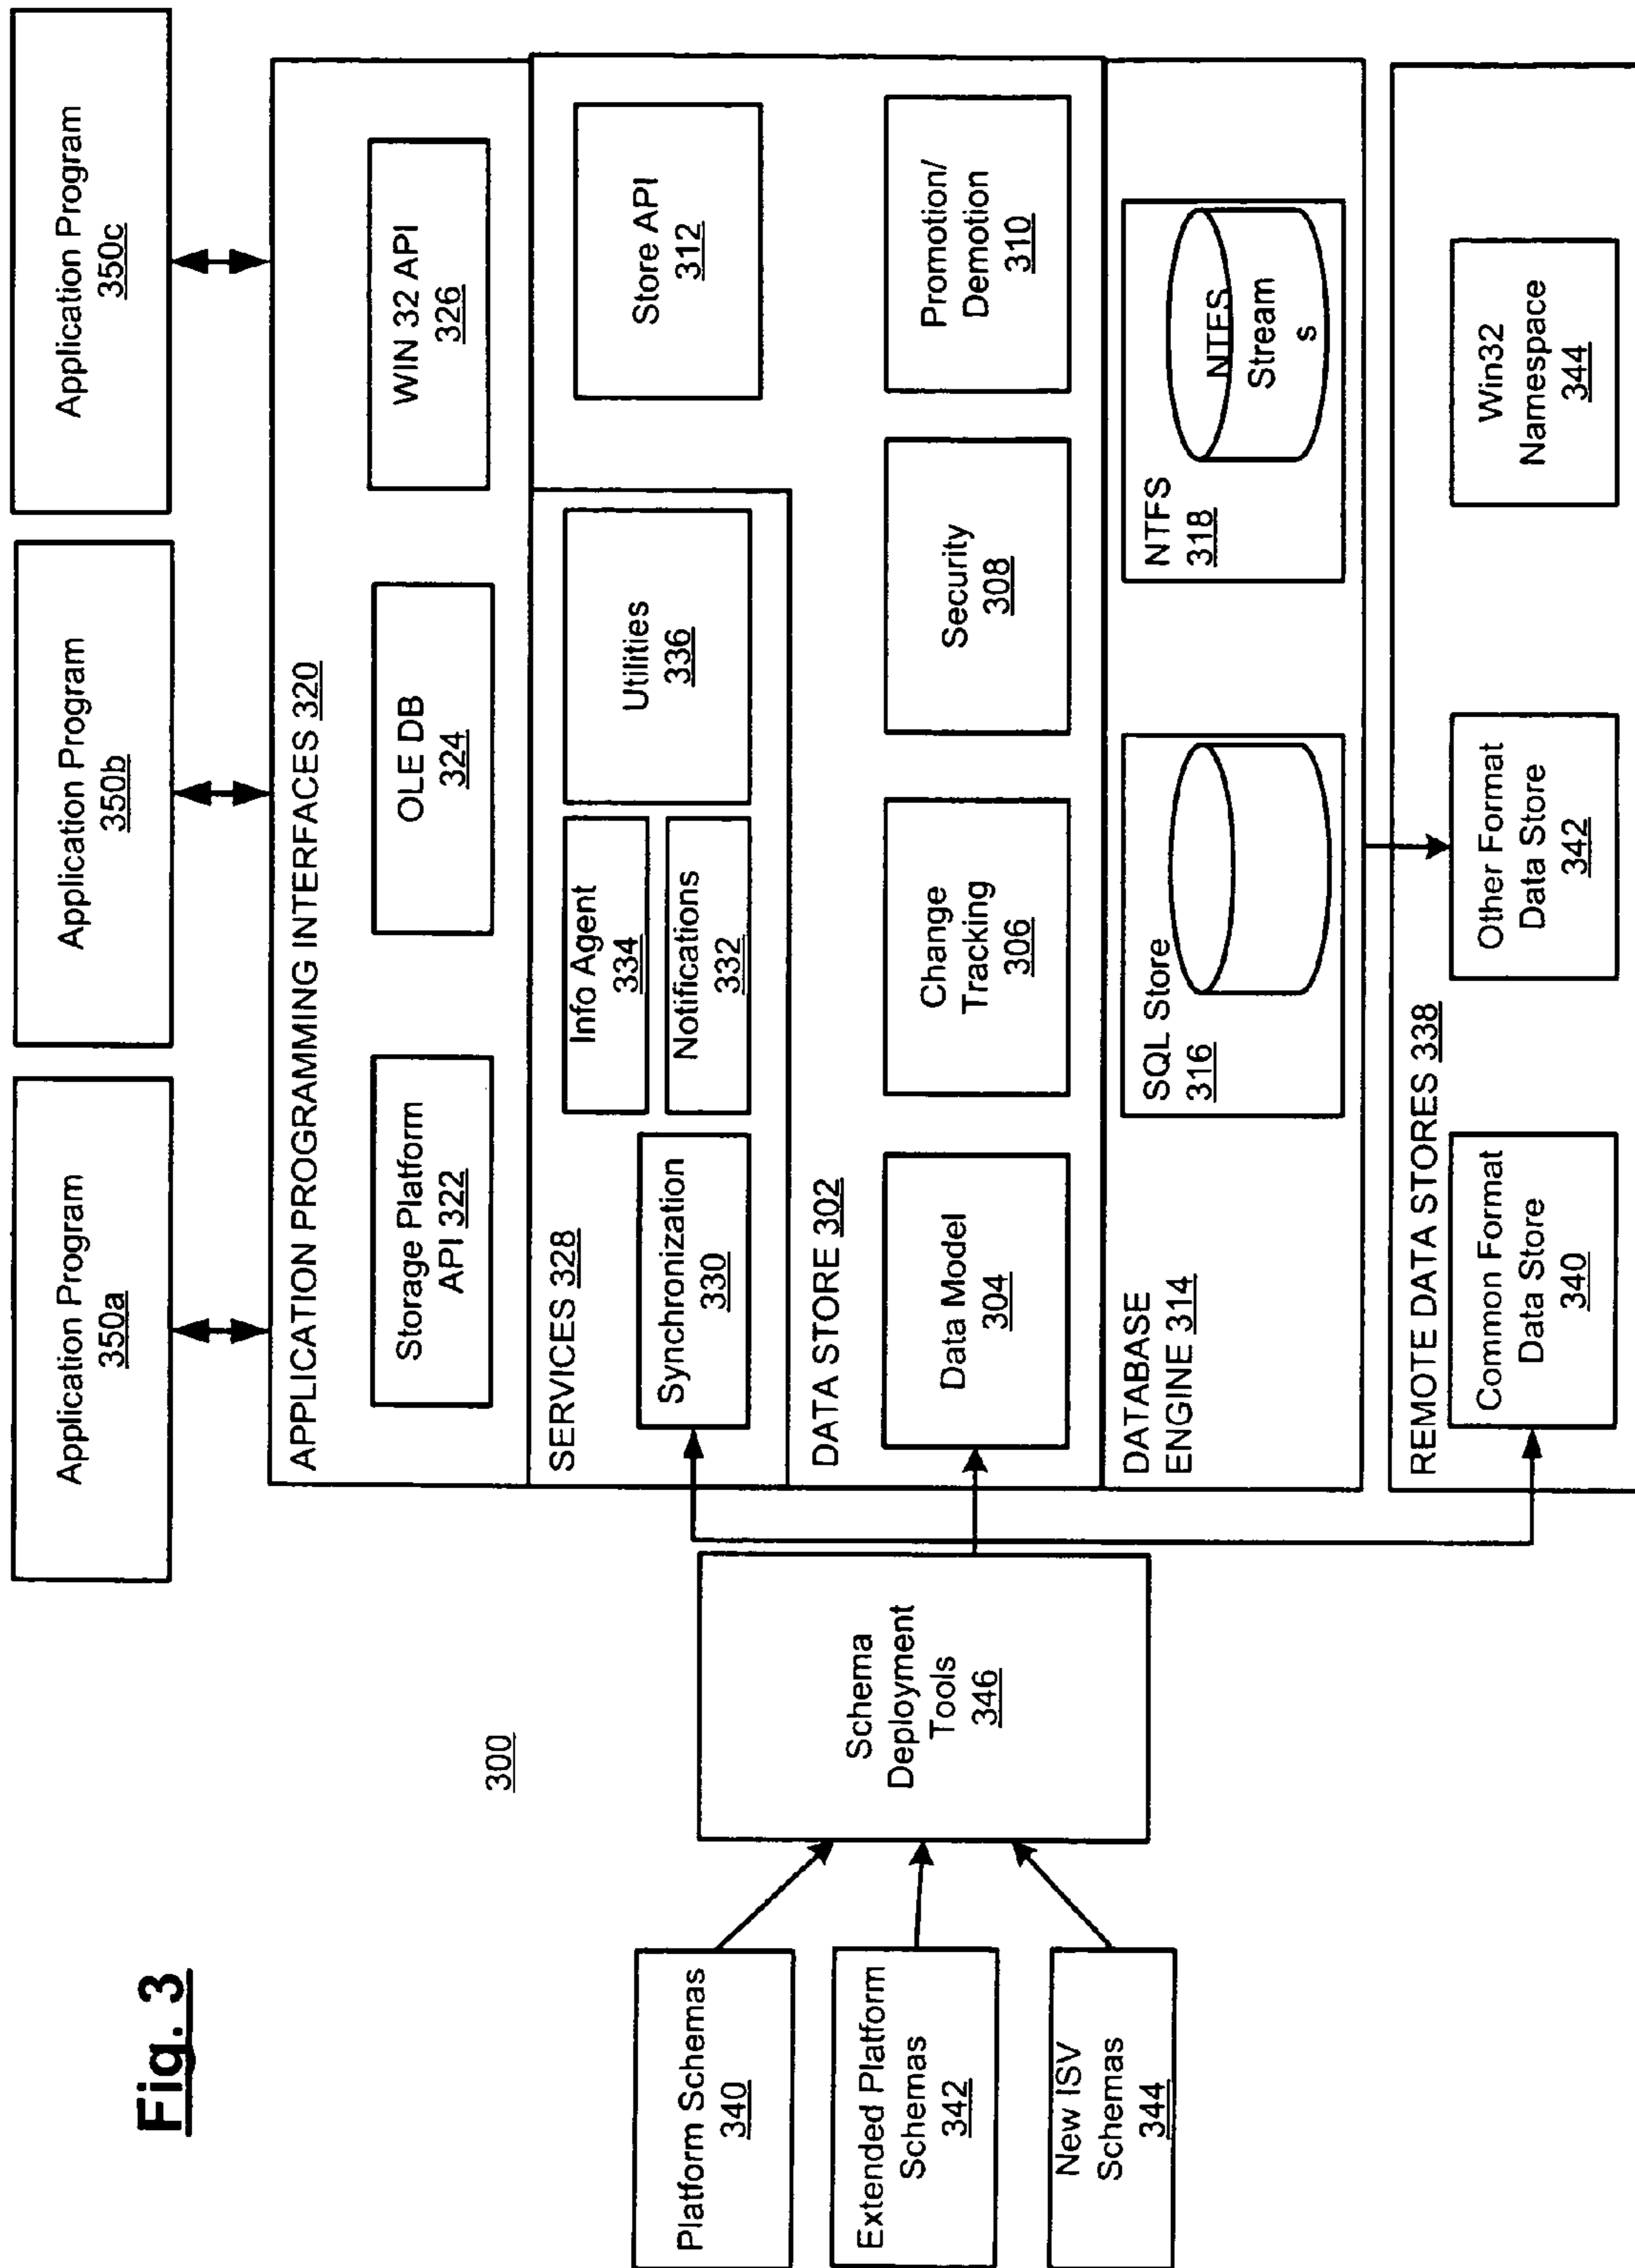 Fig. 3
300
Application Program
350a
Application Program
350b
Application Program
350c
APPLICATION PROGRAMMING INTERFACES 320
Storage Platform
API 322
OLE DB
324
WIN 32 API
326
SERVICES 328
Synchronization
330
Info Agent
334
Notifications
332
Utilities
336
Store API
312
DATA STORE 302
Data Model
304
Change
Tracking
306
Security
308
Promotion/
Demotion
310
DATABASE
ENGINE 314
SQL Store
316
NTFS
318
NTFS
Stream
s
REMOTE DATA STORES 338
Common Format
Data Store
340
Other Format
Data Store
342
Win32
Namespace
344
Schema
Deployment
Tools
346
Platform Schemas
340
Extended Platform
Schemas
342
New ISV
Schemas
344